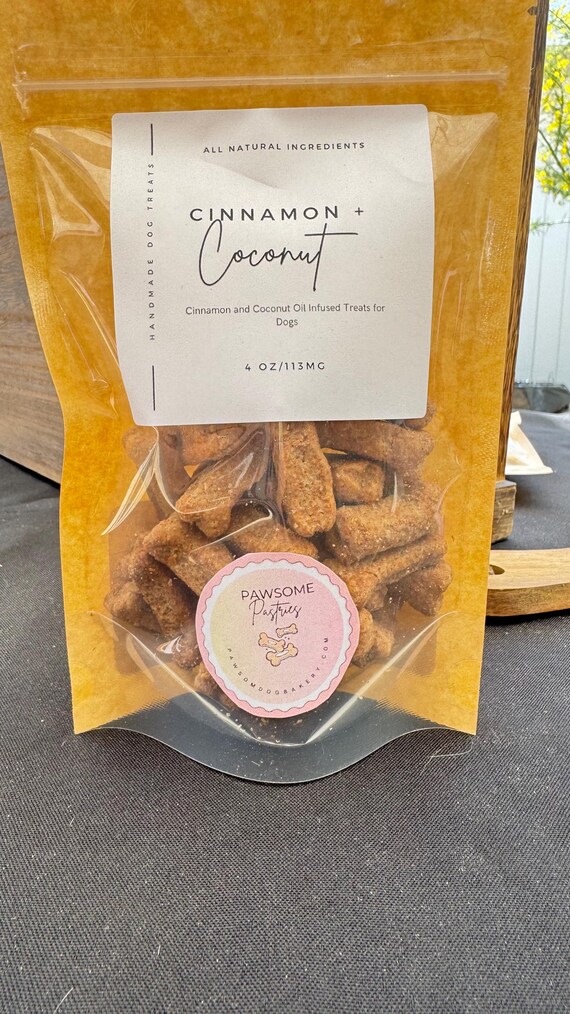 ALL NATURAL INGREDIENTS
HANDMADE DOG TREATS
CINNAMON +
Coconut
Cinnamon and Coconut Oil Infused Treats for
Dogs
4 OZ/113MG
PAWSOME
Pastries
PAWSOMDOGBAKERY.COM